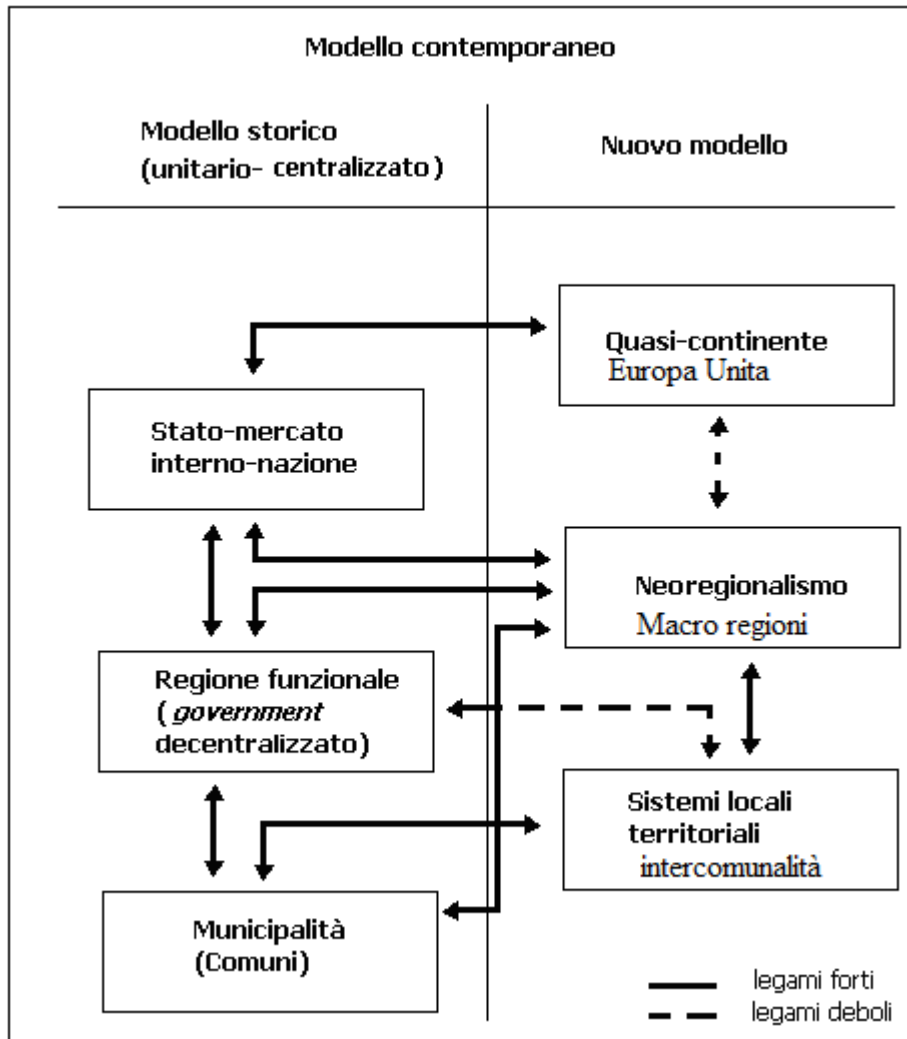 Modello contemporaneo
Modello storico
(unitario- centralizzato)
Nuovo modello
Quasi-continente
Europa Unita
Stato-mercato
interno-nazione
Neoregionalismo
Macro regioni
Regione funzionale
(government
decentralizzato)
Sistemi locali
territoriali
intercomunalità
Municipalità
(Comuni)
legami forti
legami deboli